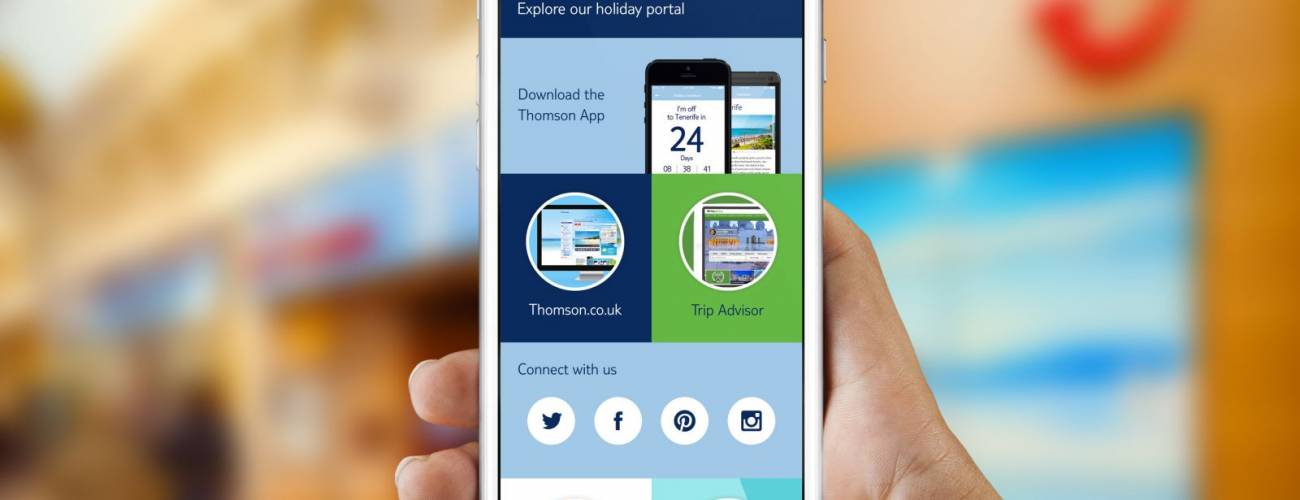 Explore our holiday portal
Download the
Thomson App
I'm off
to Tenerife in
24
Days
08 38 41
Thomson.co.uk
Trip Advisor
Connect with us